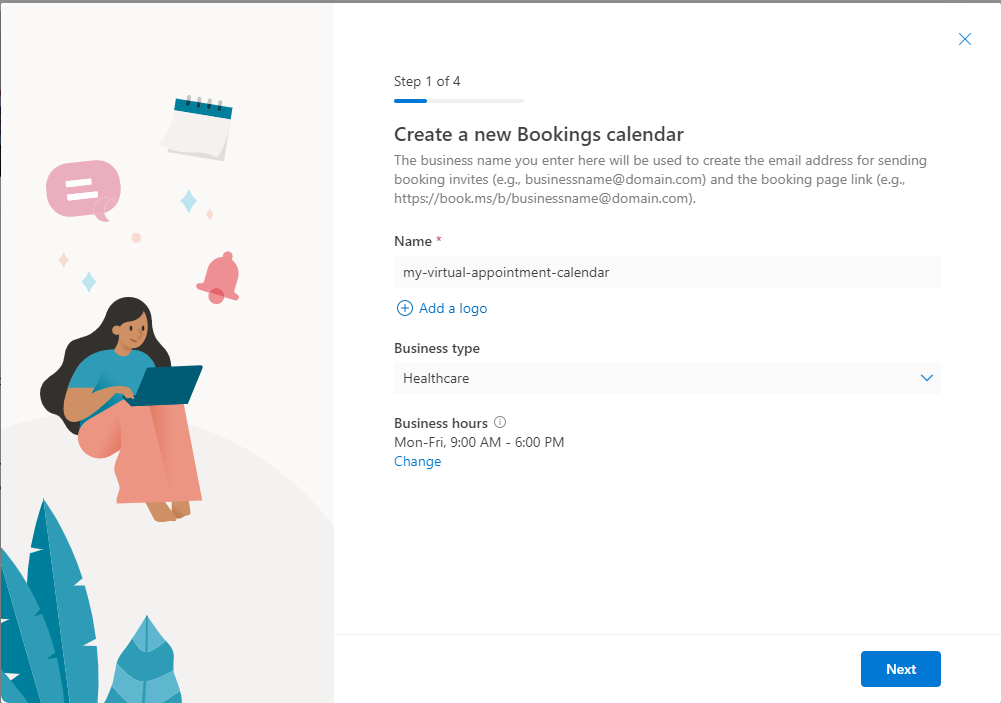 Step 1 of 4
Create a new Bookings calendar
The business name you enter here will be used to create the email address for sending
booking invites (e.g., businessname@domain.com) and the booking page link (e.g.,
https://book.ms/b/businessname@domain.com).
Name *
my-virtual-appointment-calendar
Add a logo
Business type
Healthcare
Business hours
Mon-Fri, 9:00 AM - 6:00 PM
Change
Next